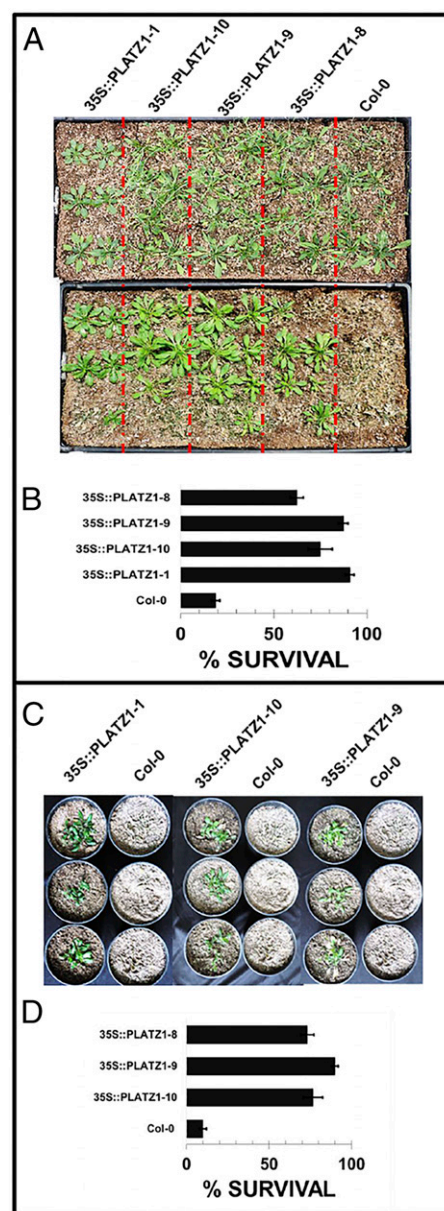 A
35S::PLATZ1-1
35S::PLATZ1-10
35S::PLATZ1-9
35S::PLATZ1-8
Col-0
B
35S::PLATZ1-8
35S::PLATZ1-9
35S::PLATZ1-10
35S::PLATZ1-1
Col-0
0 100
% SURVIVAL
C
35S::PLATZ1-1
Col-0
35S::PLATZ1-10
Col-0
35S::PLATZ1-9
Col-0
D
35S::PLATZ1-8
35S::PLATZ1-9
35S::PLATZ1-10
Col-0
0 50 100
% SURVIVAL